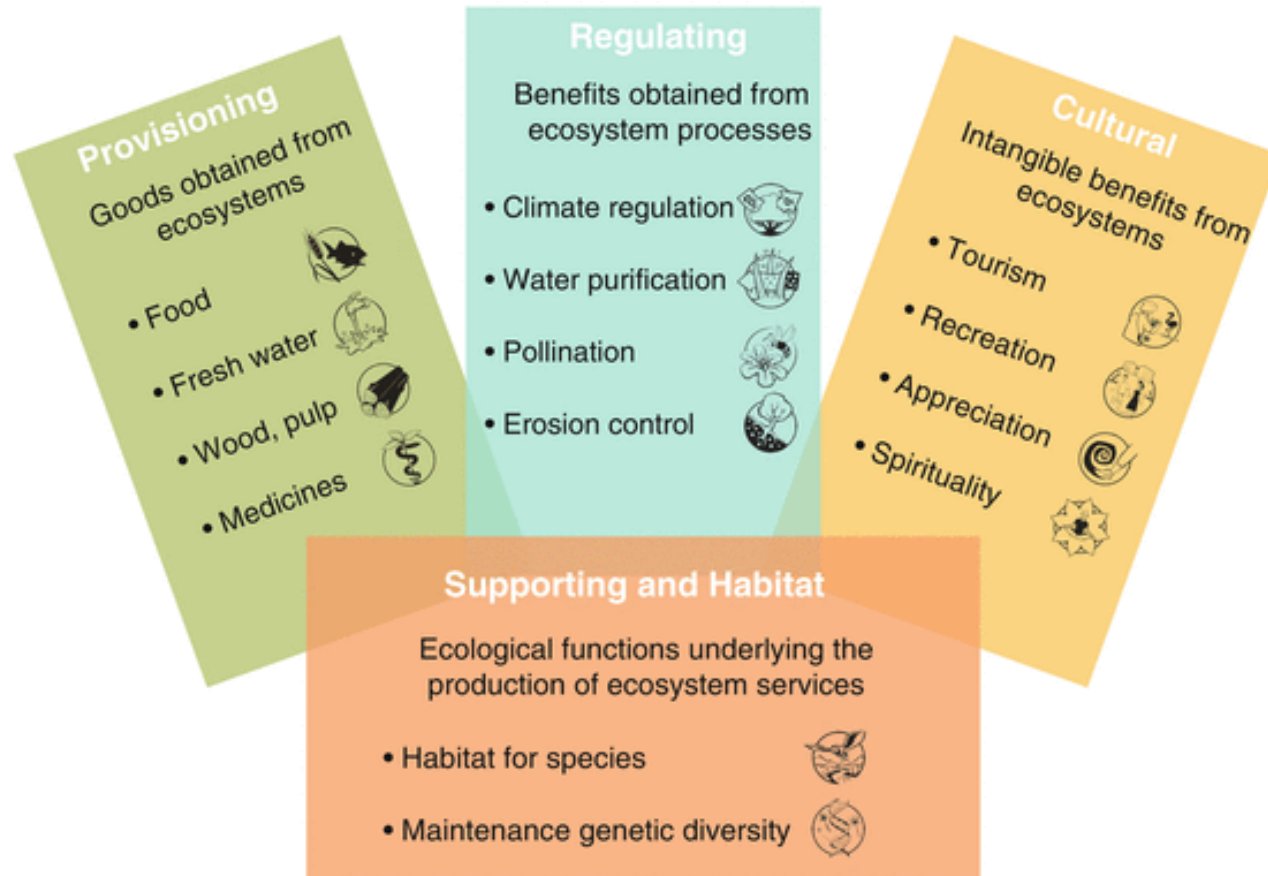 Provisioning
Goods obtained from
ecosystems
• Food
• Fresh water
• Wood, pulp
• Medicines
Regulating
Benefits obtained from
ecosystem processes
• Climate regulation
• Water purification
• Pollination
• Erosion control
Cultural
Intangible benefits from
ecosystems
• Tourism
• Recreation
• Appreciation
• Spirituality
Supporting and Habitat
Ecological functions underlying the
production of ecosystem services
• Habitat for species
• Maintenance genetic diversity